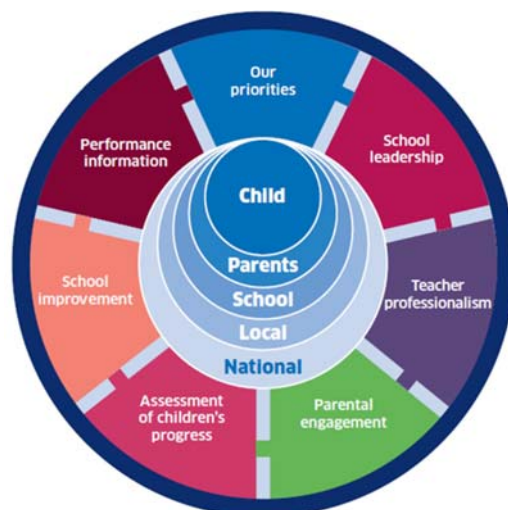 Our
priorities
School
leadership
Teacher
professionalism
Parental
engagement
Assessment
of children's
progress
School
improvement
Performance
information
Child
Parents
School
Local
National